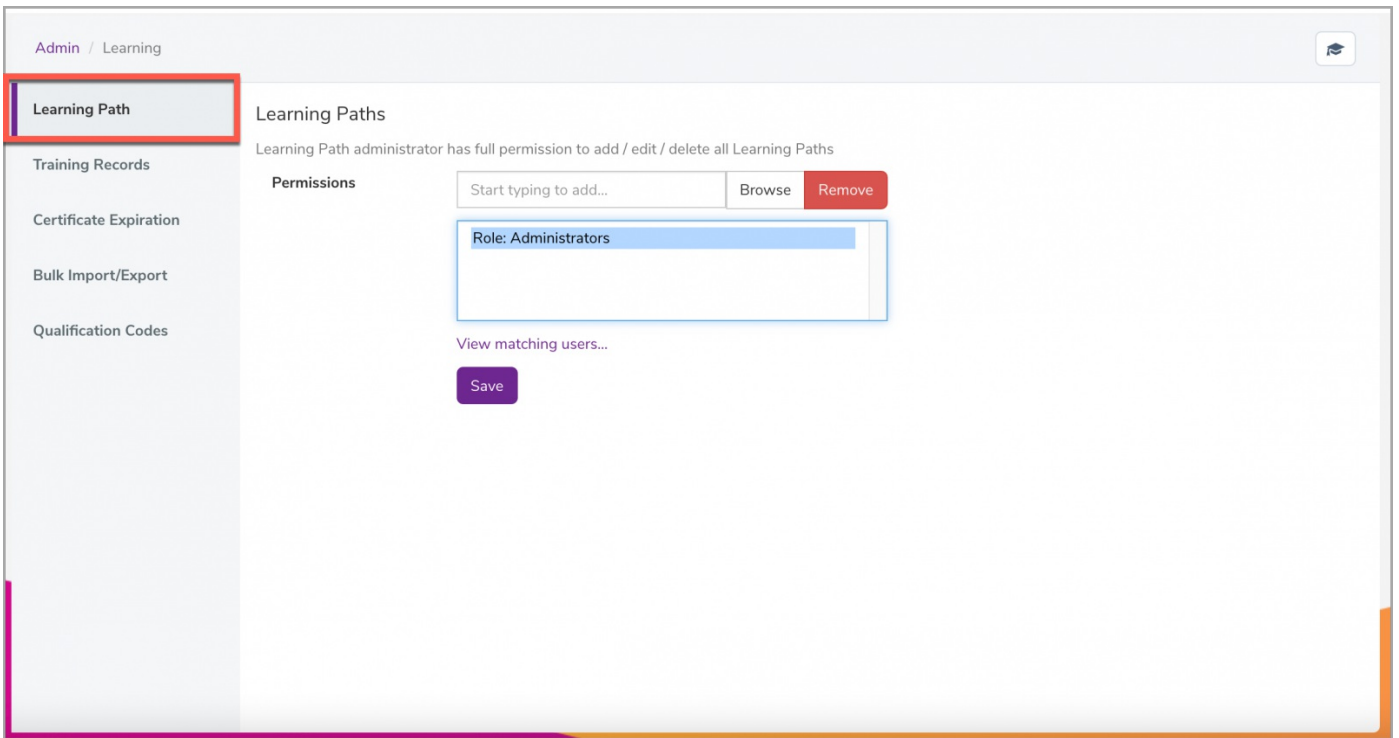 Admin / Learning
Learning Path
Training Records
Certificate Expiration
Bulk Import/Export
Qualification Codes
Learning Paths
Learning Path administrator has full permission to add / edit / delete all Learning Paths
Permissions
Start typing to add...
Browse
Remove
Role: Administrators
View matching users...
Save